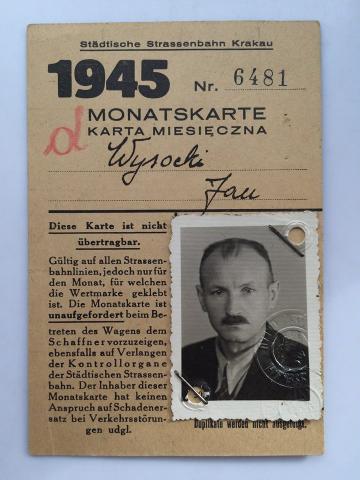 Städtische Strassenbahn Krakau
1945 Nr. 6481
d MONATSKARTE
KARTA MIESIĘCZNA
Wysocki
Jan
Diese Karte ist nicht
übertragbar.
Gültig auf allen Strassen-
bahnlinien, jedoch nur für
den Monat, für welchen
die Wertmarke geklebt
ist. Die Monatskarte ist
unaufgefordert beim Be-
treten des Wagens dem
Schaffner vorzuzeigen,
ebenfalls auf Verlangen
der Kontrollorgane
der Städtischen Strassen-
bahn. Der Inhaber dieser
Monatskarte hat keinen
Anspruch auf Schadener-
satz bei Verkehrsstörun-
gen udgl.
Duplikate werden nicht ausgefolgt.